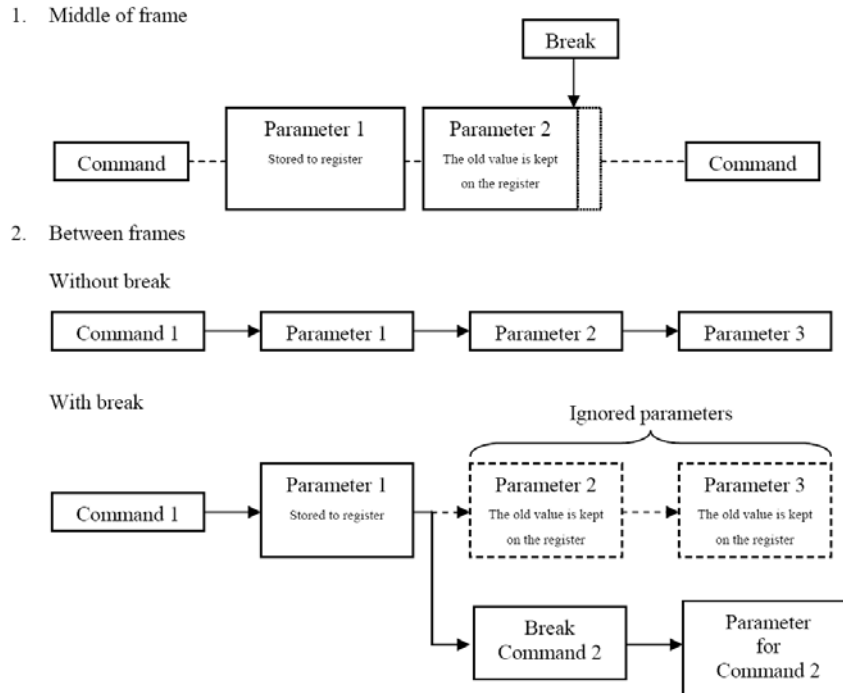 1. Middle of frame
Break
Parameter 1
Parameter 2
Stored to register
The old value is kept
on the register
Command
Command
2. Between frames
Without break
Command 1
Parameter 1
Parameter 2
Parameter 3
With break
Ignored parameters
Command 1
Parameter 1
Stored to register
Parameter 2
The old value is kept
on the register
Parameter 3
The old value is kept
on the register
Break
Command 2
Parameter
for
Command 2